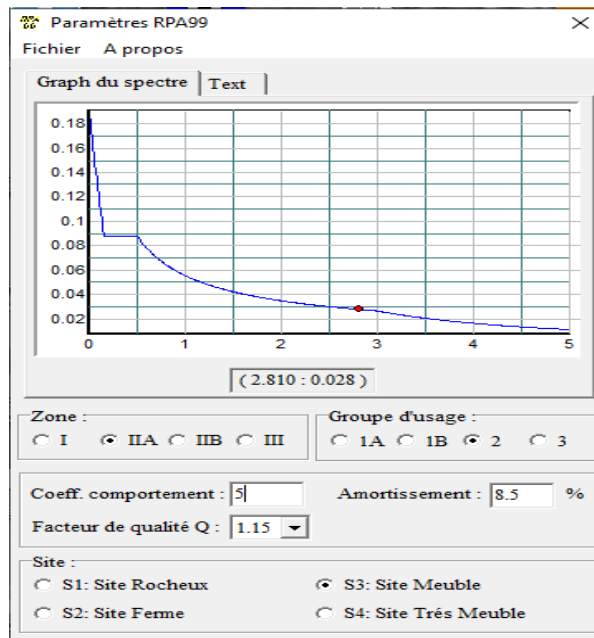 Paramètres RPA99
Fichier A propos
Graph du spectre Text
0.18
0.16
0.14
0.12
0.1
0.08
0.06
0.04
0.02
0 1 2 3 4 5
( 2.810 : 0.028 )
Zone : Groupe d'usage :
I IIA IIB III 1A 1B 2 3
Coeff. comportement : 5 Amortissement : 8.5 %
Facteur de qualité Q : 1.15
Site :
S1: Site Rocheux S3: Site Meuble
S2: Site Ferme S4: Site Trés Meuble